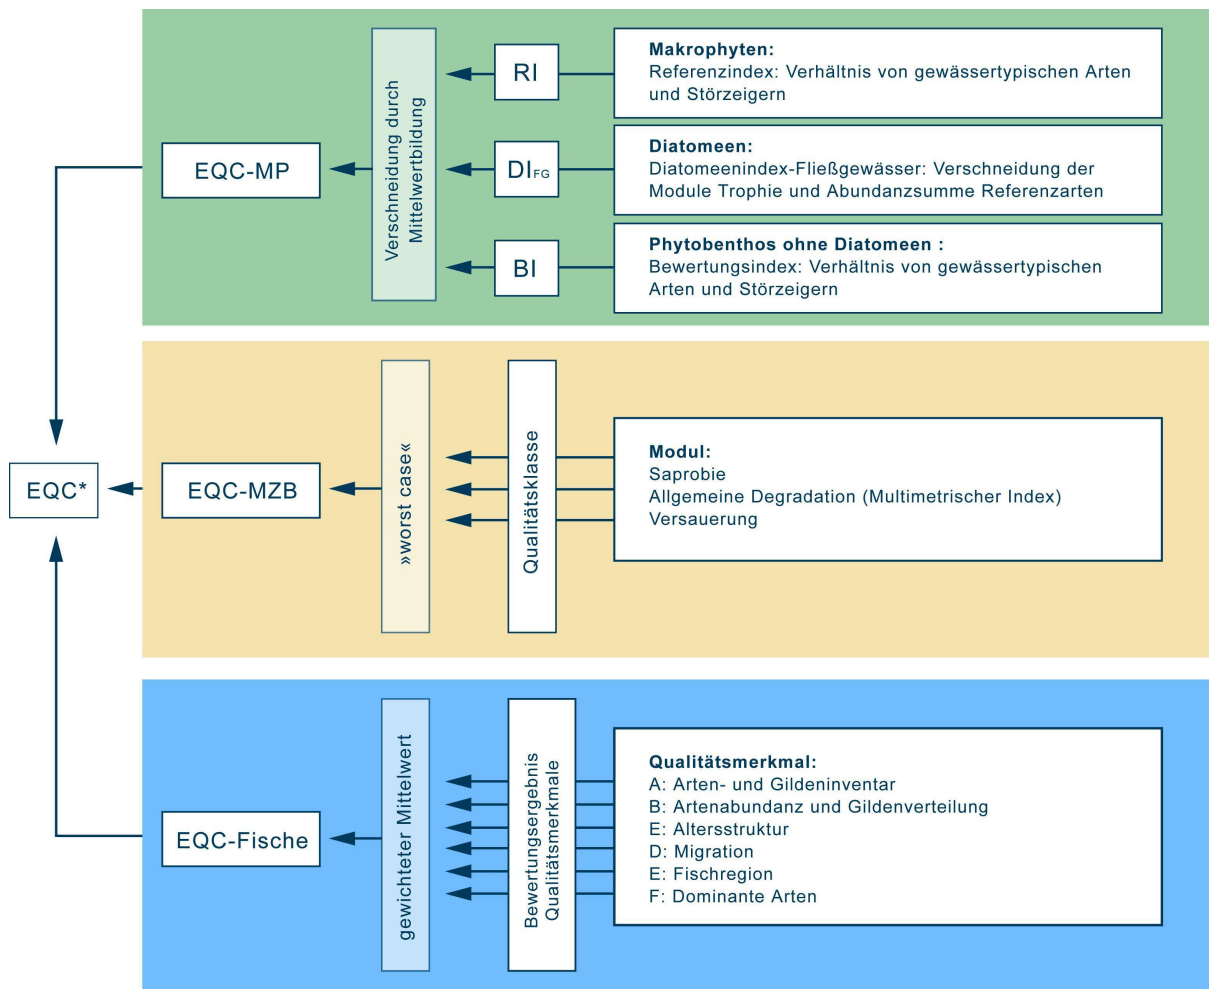 Verschneidung durch
Mittelwertbildung
RI
Makrophyten:
Referenzindex: Verhältnis von gewässertypischen Arten
und Störzeigern
EQC-MP
DIFG
Diatomeen:
Diatomeenindex-Fließgewässer: Verschneidung der
Module Trophie und Abundanzsumme Referenzarten
BI
Phytobenthos ohne Diatomeen :
Bewertungsindex: Verhältnis von gewässertypischen
Arten und Störzeigern
EQC*
EQC-MZB
»worst case«
Qualitätsklasse
Modul:
Saprobie
Allgemeine Degradation (Multimetrischer Index)
Versauerung
EQC-Fische
gewichteter Mittelwert
Bewertungsergebnis
Qualitätsmerkmale
Qualitätsmerkmal:
A: Arten- und Gildeninventar
B: Artenabundanz und Gildenverteilung
E: Altersstruktur
D: Migration
E: Fischregion
F: Dominante Arten